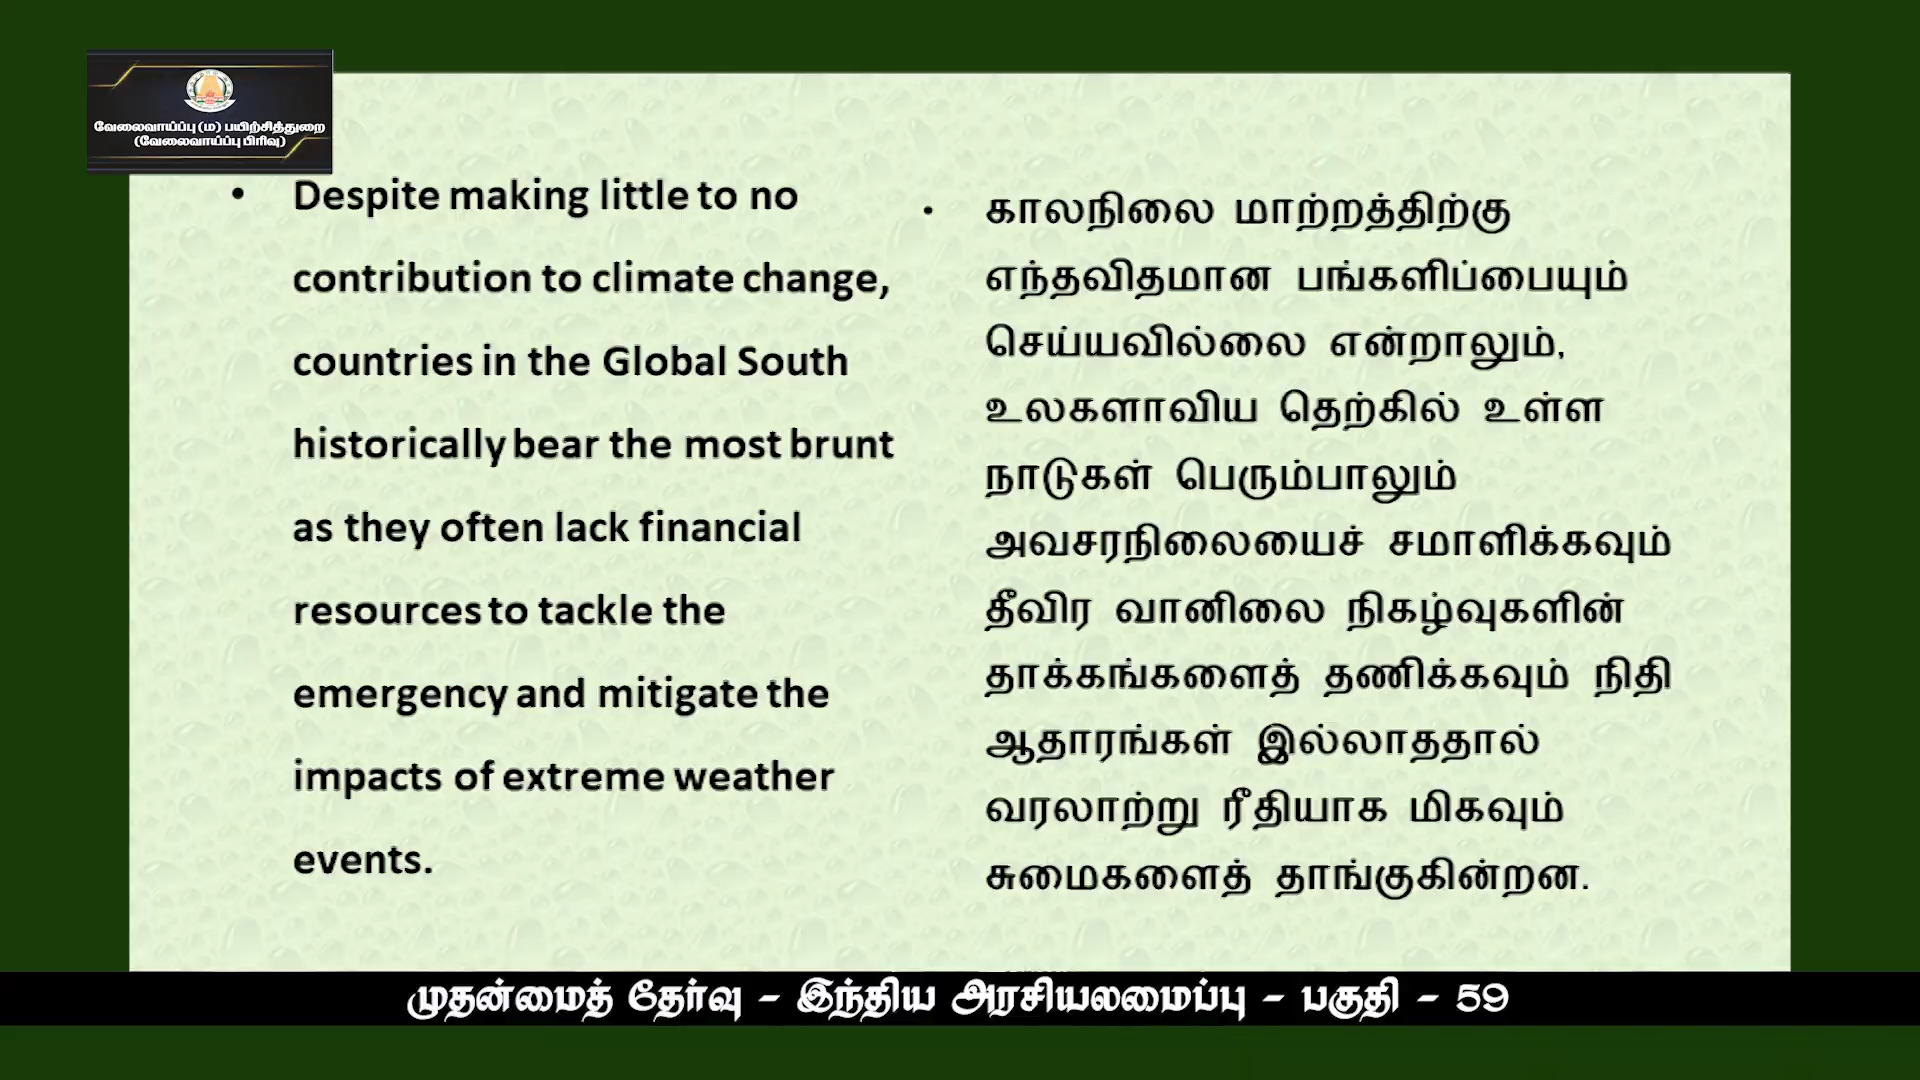 வேலைவாய்ப்பு (ம) பயிற்சித்துறை
(வேலைவாய்ப்பு பிரிவு)
• Despite making little to no
contribution to climate change,
countries in the Global South
historically bear the most brunt
as they often lack financial
resources to tackle the
emergency and mitigate the
impacts of extreme weather
events.
• காலநிலை மாற்றத்திற்கு
எந்தவிதமான பங்களிப்பையும்
செய்யவில்லை என்றாலும்,
உலகளாவிய தெற்கில் உள்ள
நாடுகள் பெரும்பாலும்
அவசரநிலையைச் சமாளிக்கவும்
தீவிர வானிலை நிகழ்வுகளின்
தாக்கங்களைத் தணிக்கவும் நிதி
ஆதாரங்கள் இல்லாததால்
வரலாற்று ரீதியாக மிகவும்
சுமைகளைத் தாங்குகின்றன.
முதன்மைத் தேர்வு - இந்திய அரசியலமைப்பு - பகுதி - 59